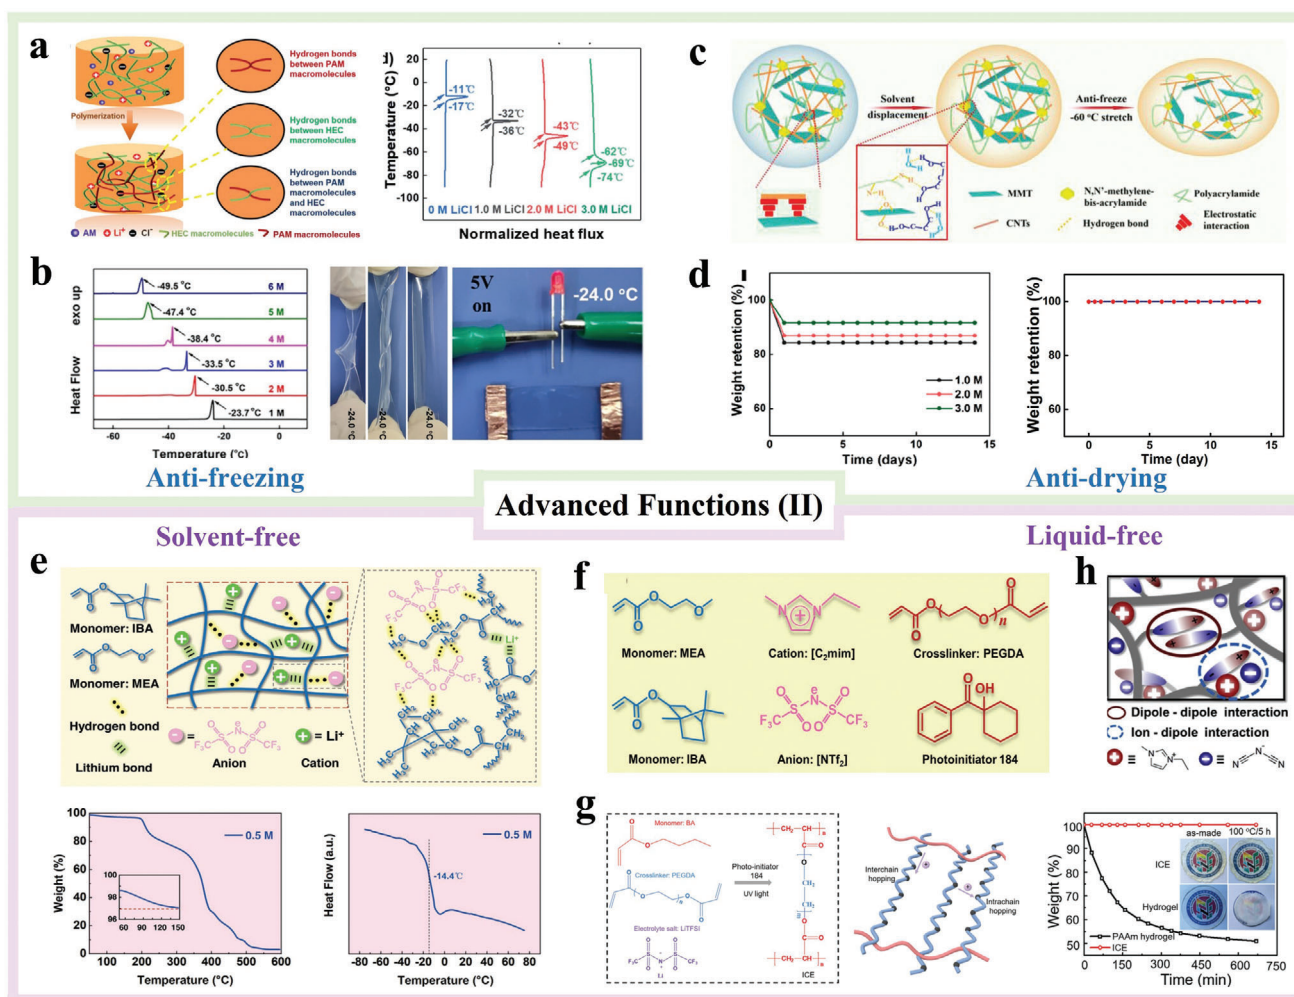 a
Polymerization
AM Li⁺ Cl⁻ HEC macromolecules PAM macromolecules
Hydrogen bonds
between PAM
macromolecules
Hydrogen bonds
between HEC
macromolecules
Hydrogen bonds
between PAM
macromolecules
and HEC
macromolecules
Temperature (°C)
20
0
-20
-40
-60
-80
-100
-11℃
-17℃
-32℃
-36℃
-43℃
-49℃
-62℃
-69℃
-74℃
0 M LiCl 1.0 M LiCl 2.0 M LiCl 3.0 M LiCl
Normalized heat flux
c
Solvent
displacement
Anti-freeze
-60 °C stretch
MMT
N,N'-methylene-
bis-acrylamide
Polyacrylamide
CNTs
Hydrogen bond
Electrostatic
interaction
b
Heat Flow exo up
-49.5 °C 6 M
-47.4 °C 5 M
-38.4 °C 4 M
-33.5 °C 3 M
-30.5 °C 2 M
-23.7 °C 1 M
-60 -40 -20 0
Temperature (°C)
-24.0 °C
-24.0 °C
-24.0 °C
5V
on
-24.0 °C
d
Weight retention (%)
100
80
60
1.0 M
2.0 M
3.0 M
0 5 10 15
Time (days)
Weight retention (%)
100
80
60
0 5 10 15
Time (day)
Anti-freezing
Anti-drying
Advanced Functions (II)
Solvent-free
Liquid-free
e
Monomer: IBA
Monomer: MEA
Hydrogen bond
Lithium bond
Anion
= Li⁺
Cation
Weight (%)
100
80
60
40
20
0
0.5 M
100
98
96
60 90 120 150
0 100 200 300 400 500 600
Temperature (°C)
Heat Flow (a.u.)
0.5 M
-14.4℃
-80 -60 -40 -20 0 20 40 60 80
Temperature (°C)
f
Monomer: MEA
Cation: [C₂mim]
Crosslinker: PEGDA
Monomer: IBA
Anion: [NTf₂]
Photoinitiator 184
h
Dipole - dipole interaction
Ion - dipole interaction
g
Monomer: BA
Crosslinker: PEGDA
Electrolyte salt: LiTFSI
Photo-initiator
184
UV light
ICE
Interchain
hopping
Intrachain
hopping
Weight (%)
100
90
80
70
60
50
as-made 100 °C/5 h
ICE
Hydrogel
PAAm hydrogel
ICE
0 150 300 450 600 750
Time (min)